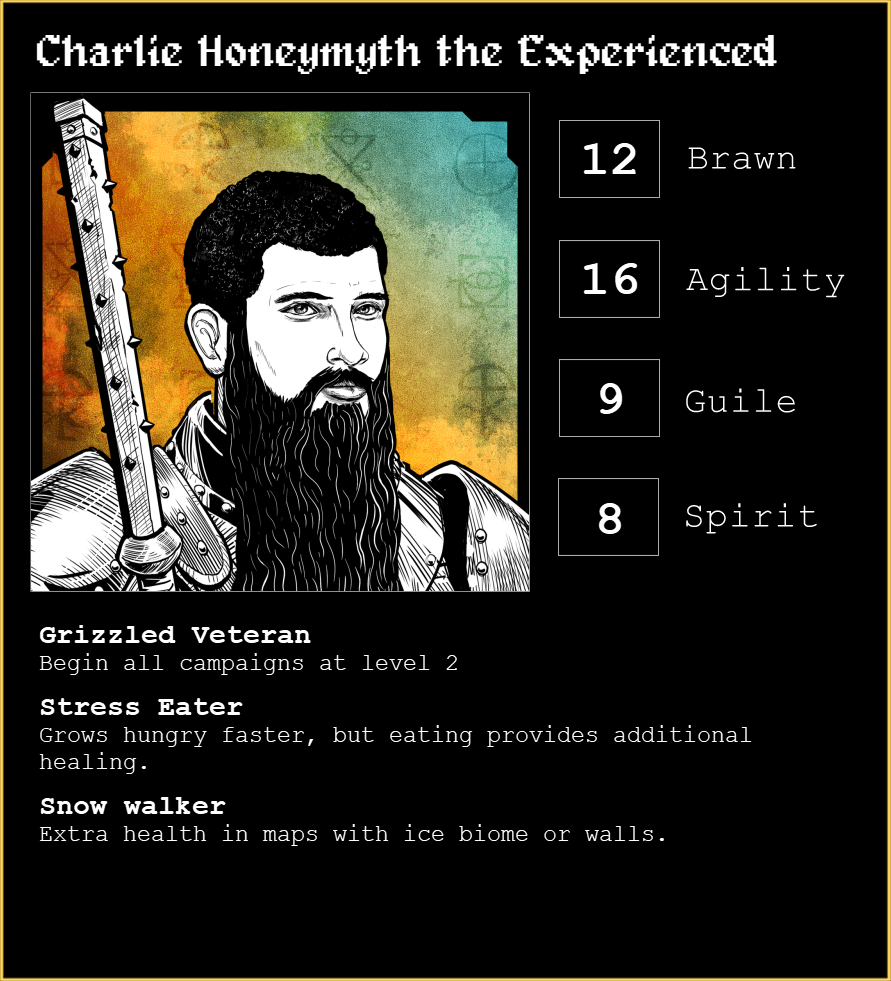 Charlie Honeymyth the Experienced
12 Brawn
16 Agility
9 Guile
8 Spirit
Grizzled Veteran
Begin all campaigns at level 2
Stress Eater
Grows hungry faster, but eating provides additional
healing.
Snow walker
Extra health in maps with ice biome or walls.